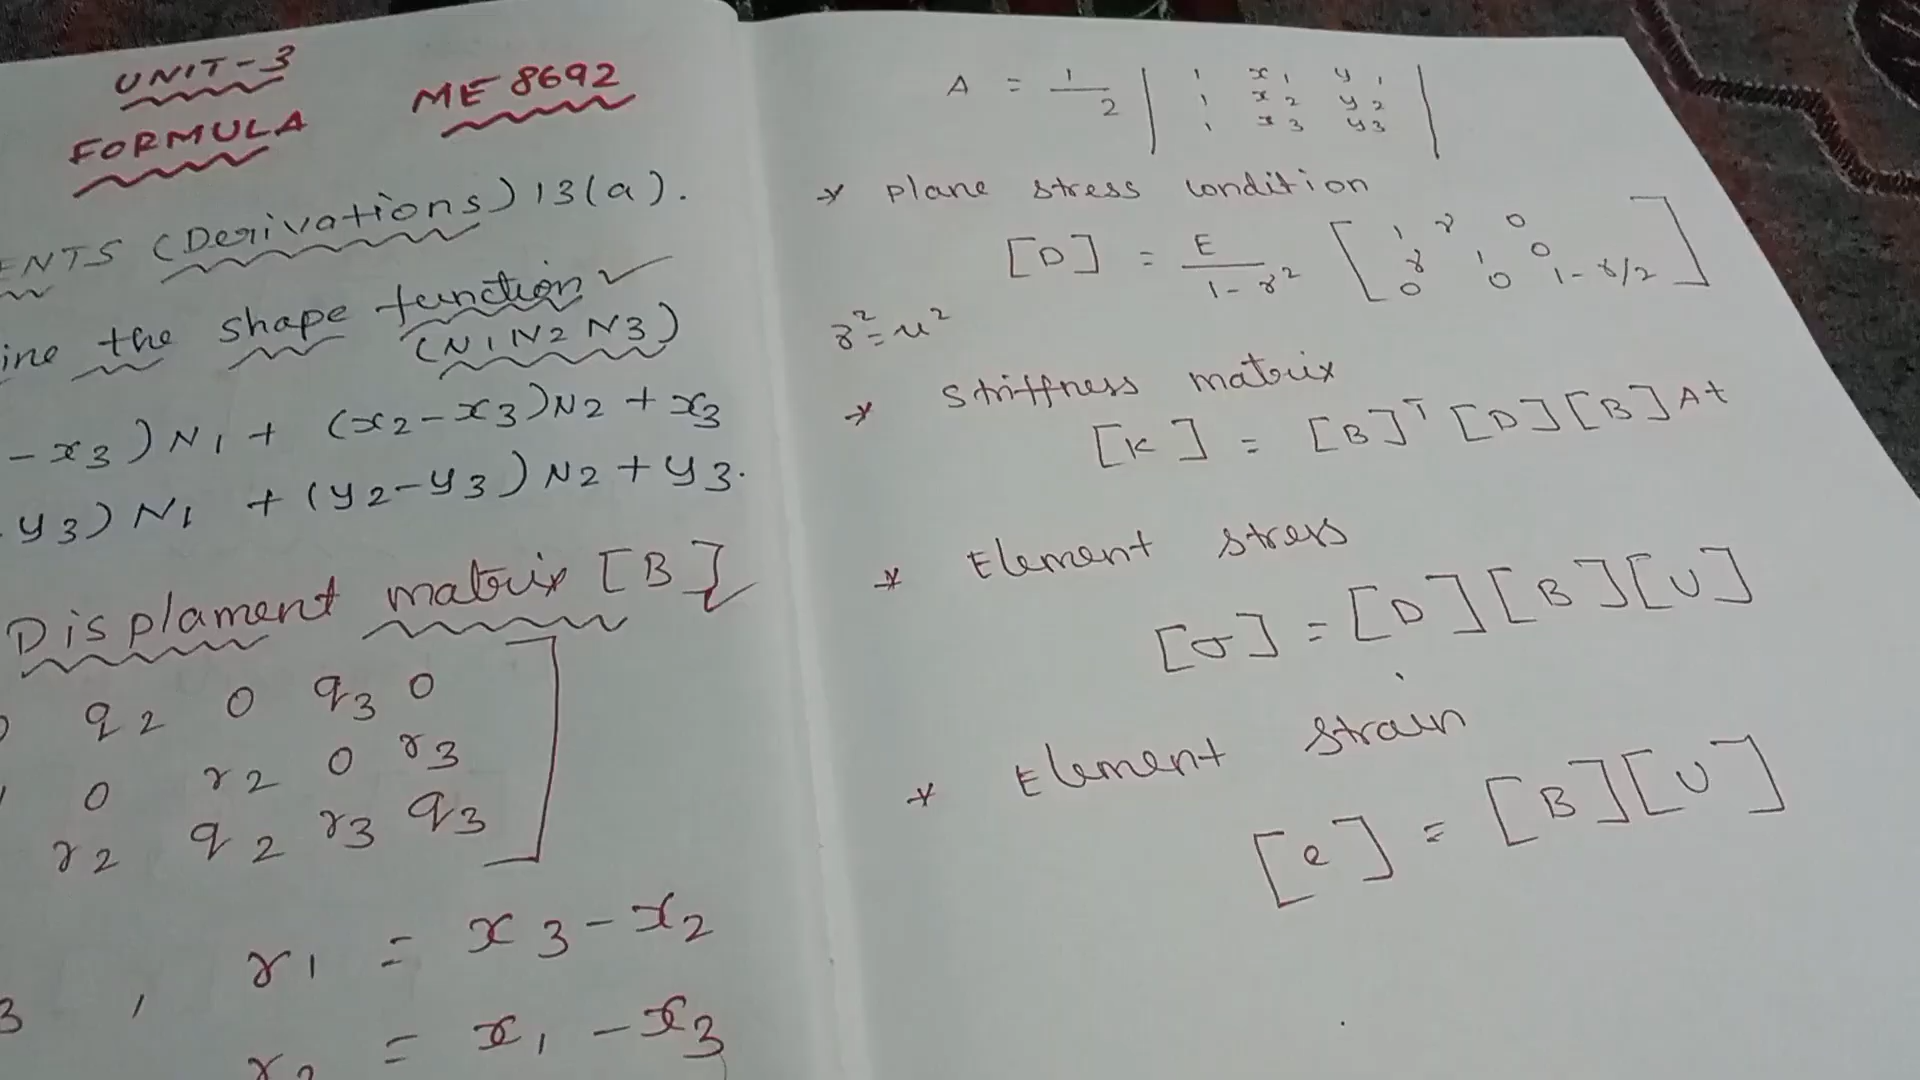 UNIT-3
FORMULA ME 8692
ENTS (Derivations) 13(a).
ine the shape function
(N1 N2 N3)
-x3)N1 + (x2-x3)N2 + x3
y3)N1 + (y2-y3)N2 + y3.
Displament matrix [B]
q2 0 q3 0
0 r2 0 r3
r2 q2 r3 q3
3 , r1 = x3-x2
r2 = x1-x3
A = 1/2 | 1 x1 y1
1 x2 y2
1 x3 y3 |
* plane stress condition
[D] = E/1-r² [ 1 r 0
r 1 0
0 0 1-r/2 ]
r²=u²
* Stiffness matrix
[K] = [B]ᵀ [D] [B] At
* Element stress
[σ] = [D] [B] [U]
* Element strain
[e] = [B] [U]